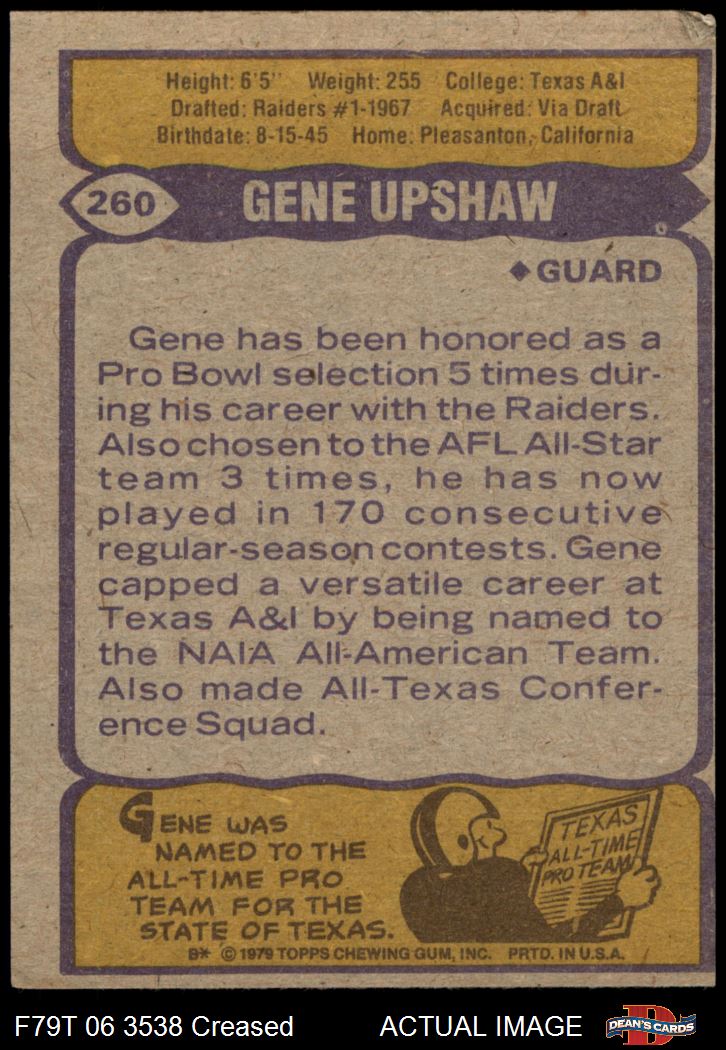 Height: 6'5" Weight: 255 College: Texas A&I
Drafted: Raiders #1-1967 Acquired: Via Draft
Birthdate: 8-15-45 Home: Pleasanton, California
260 GENE UPSHAW
◆GUARD
Gene has been honored as a
Pro Bowl selection 5 times dur-
ing his career with the Raiders.
Also chosen to the AFL All-Star
team 3 times, he has now
played in 170 consecutive
regular-season contests. Gene
capped a versatile career at
Texas A&I by being named to
the NAIA All-American Team.
Also made All-Texas Confer-
ence Squad.
GENE WAS
NAMED TO THE
ALL-TIME PRO
TEAM FOR THE
STATE OF TEXAS.
TEXAS
ALL-TIME
PRO TEAM
B* © 1979 TOPPS CHEWING GUM, INC. PRTD. IN U.S.A.
F79T 06 3538 Creased ACTUAL IMAGE
D
DEAN'S CARDS